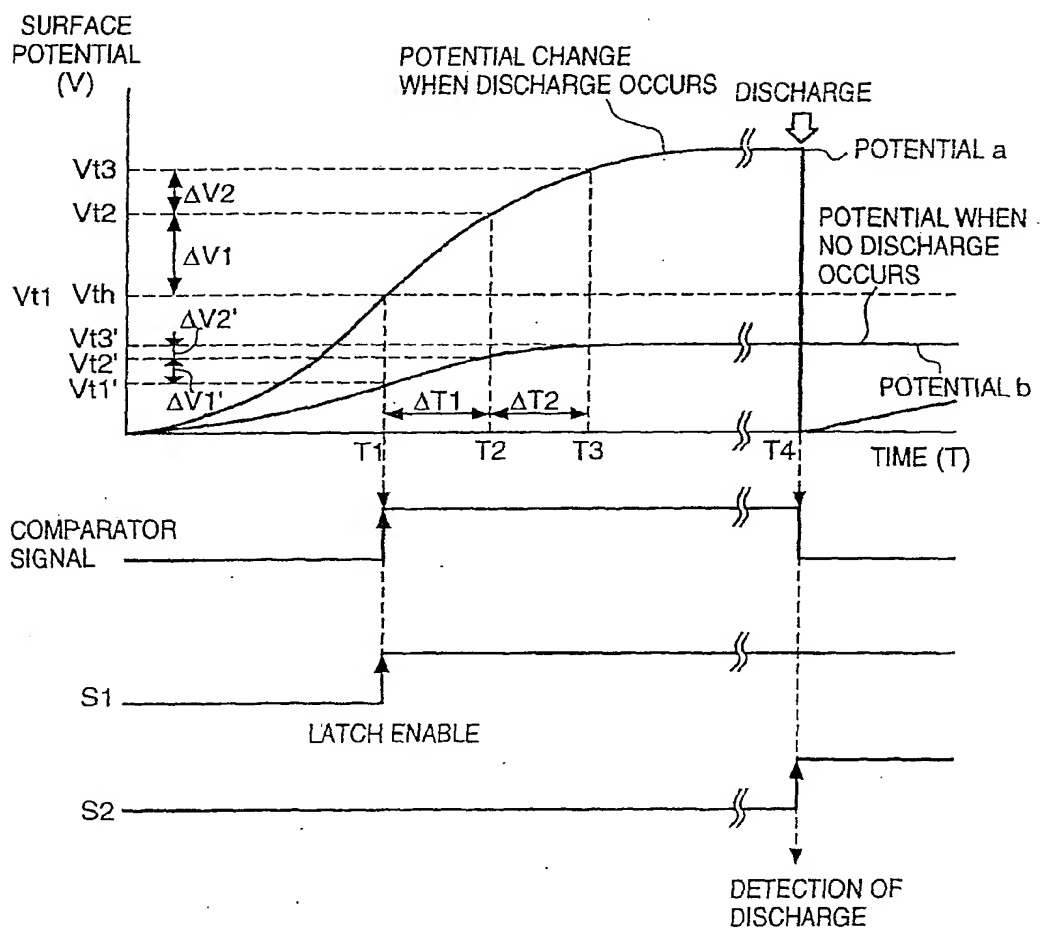 SURFACE
POTENTIAL
(V)
POTENTIAL CHANGE
WHEN DISCHARGE OCCURS
DISCHARGE
POTENTIAL a
Vt3
ΔV2
Vt2
POTENTIAL WHEN
NO DISCHARGE
OCCURS
ΔV1
Vt1 Vth
ΔV2'
Vt3'
Vt2'
Vt1'
ΔV1'
POTENTIAL b
ΔT1
ΔT2
T1
T2
T3
T4
TIME (T)
COMPARATOR
SIGNAL
S1
LATCH ENABLE
S2
DETECTION OF
DISCHARGE